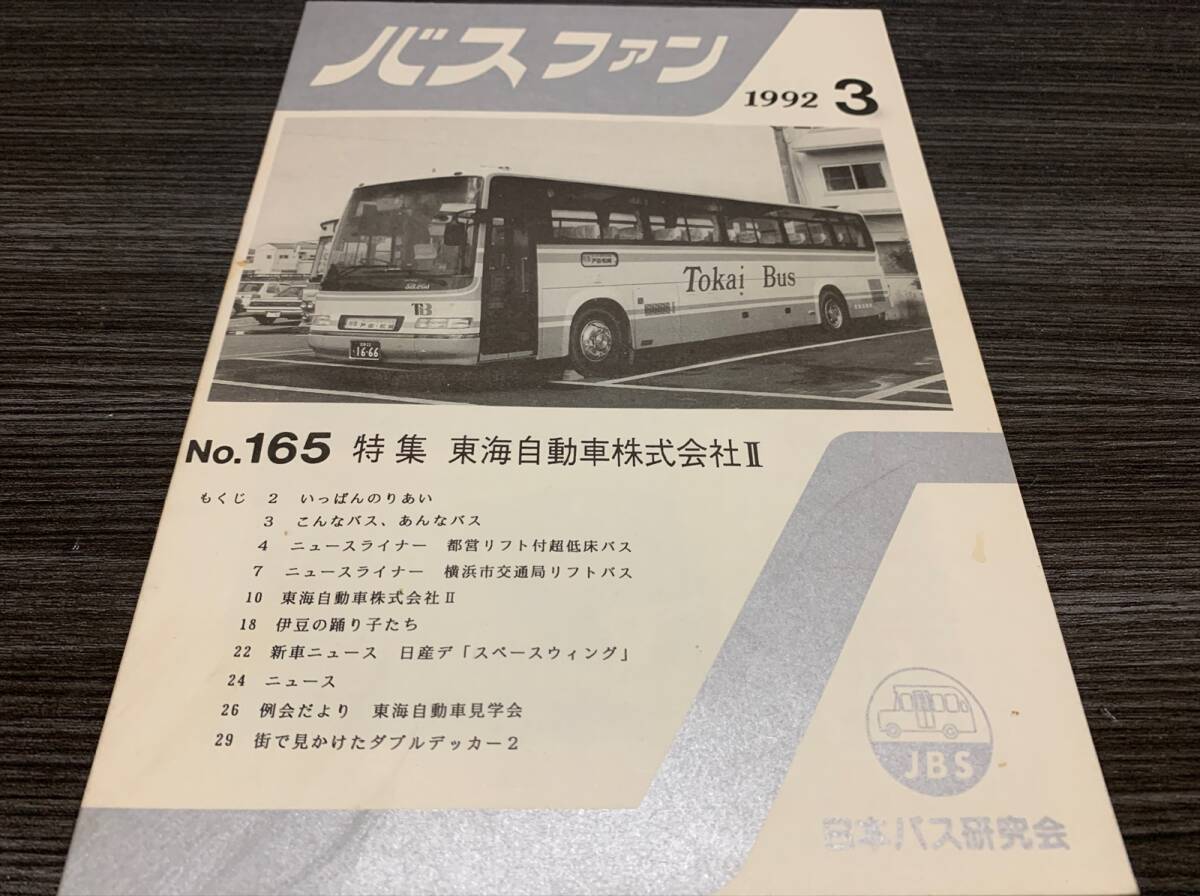 バスファン
1992 3
Tokai Bus
TB
16-66
No.165 特集 東海自動車株式会社Ⅱ
もくじ 2 いっぱんのりあい
3 こんなバス、あんなバス
4 ニュースライナー 都営リフト付超低床バス
7 ニュースライナー 横浜市交通局リフトバス
10 東海自動車株式会社Ⅱ
18 伊豆の踊り子たち
22 新車ニュース 日産デ「スペースウィング」
24 ニュース
26 例会だより 東海自動車見学会
29 街で見かけたダブルデッカー2
JBS
日本バス研究会